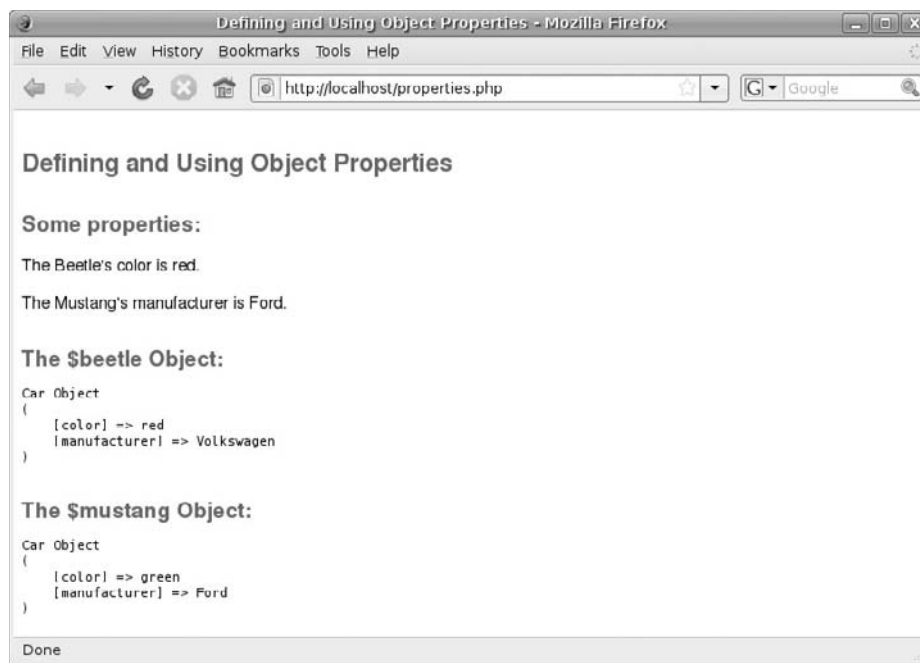 Defining and Using Object Properties - Mozilla Firefox
File Edit View History Bookmarks Tools Help
http://localhost/properties.php G Google
Defining and Using Object Properties
Some properties:
The Beetle's color is red.
The Mustang's manufacturer is Ford.
The $beetle Object:
Car Object
(
[color] => red
[manufacturer] => Volkswagen
)
The $mustang Object:
Car Object
(
[color] => green
[manufacturer] => Ford
)
Done